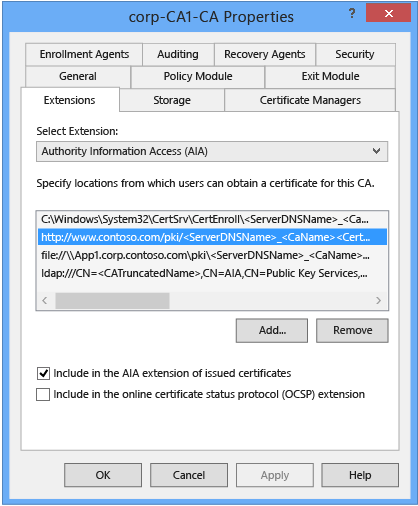 corp-CA1-CA Properties
?
Enrollment Agents Auditing Recovery Agents Security
General Policy Module Exit Module
Extensions Storage Certificate Managers
Select Extension:
Authority Information Access (AIA)
Specify locations from which users can obtain a certificate for this CA.
C:\Windows\System32\CertSrv\CertEnroll\<ServerDNSName>_<Ca...
http://www.contoso.com/pki/<ServerDNSName>_<CaName><Cert...
file://\\App1.corp.contoso.com\pki\<ServerDNSName>_<CaName>...
ldap:///CN=<CATruncatedName>,CN=AIA,CN=Public Key Services,...
Add... Remove
Include in the AIA extension of issued certificates
Include in the online certificate status protocol (OCSP) extension
OK Cancel Apply Help